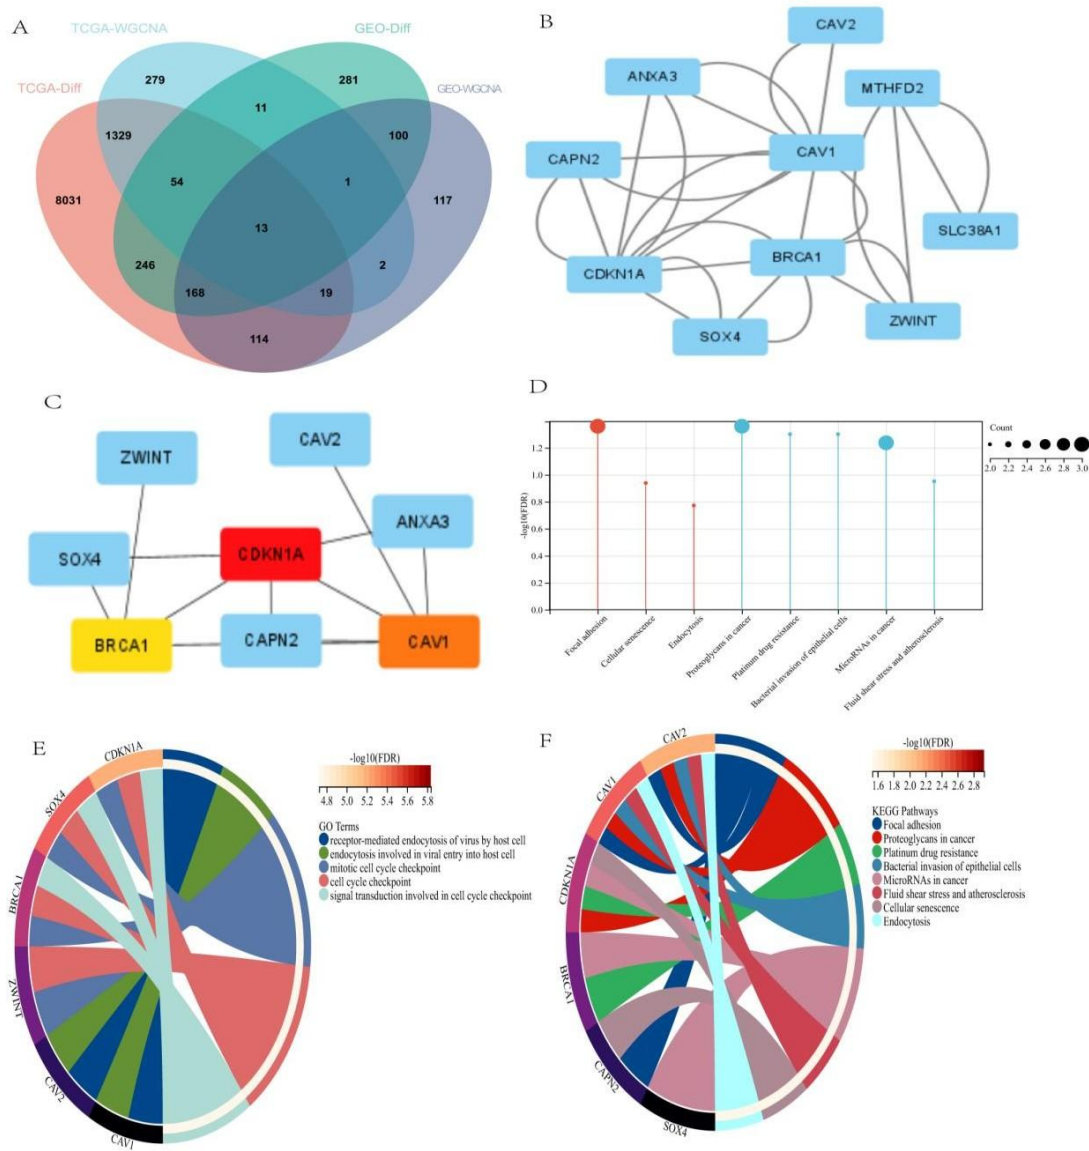 A
TCGA-WGCNA
GEO-Diff
TCGA-Diff
GEO-WGCNA
279
281
11
1329
100
54
1
8031
117
13
246
2
168
19
114
B
CAV2
ANXA3
MTHFD2
CAPN2
CAV1
SLC38A1
BRCA1
CDKN1A
ZWINT
SOX4
C
CAV2
ZWINT
ANXA3
CDKN1A
SOX4
BRCA1
CAPN2
CAV1
D
-log10(FDR)
1.2
1.0
0.8
0.6
0.4
0.2
0.0
Focal adhesion
Cellular senescence
Endocytosis
Proteoglycans in cancer
Platinum drug resistance
Bacterial invasion of epithelial cells
MicroRNAs in cancer
Fluid shear stress and atherosclerosis
Count
2.0 2.2 2.4 2.6 2.8 3.0
E
CDKN1A
SOX4
BRCA1
ZWINT
CAV2
CAV1
-log10(FDR)
4.8 5.0 5.2 5.4 5.6 5.8
GO Terms
receptor-mediated endocytosis of virus by host cell
endocytosis involved in viral entry into host cell
mitotic cell cycle checkpoint
cell cycle checkpoint
signal transduction involved in cell cycle checkpoint
F
CAV2
CAV1
CDKN1A
BRCA1
CAPN2
SOX4
-log10(FDR)
1.6 1.8 2.0 2.2 2.4 2.6 2.8
KEGG Pathways
Focal adhesion
Proteoglycans in cancer
Platinum drug resistance
Bacterial invasion of epithelial cells
MicroRNAs in cancer
Fluid shear stress and atherosclerosis
Cellular senescence
Endocytosis